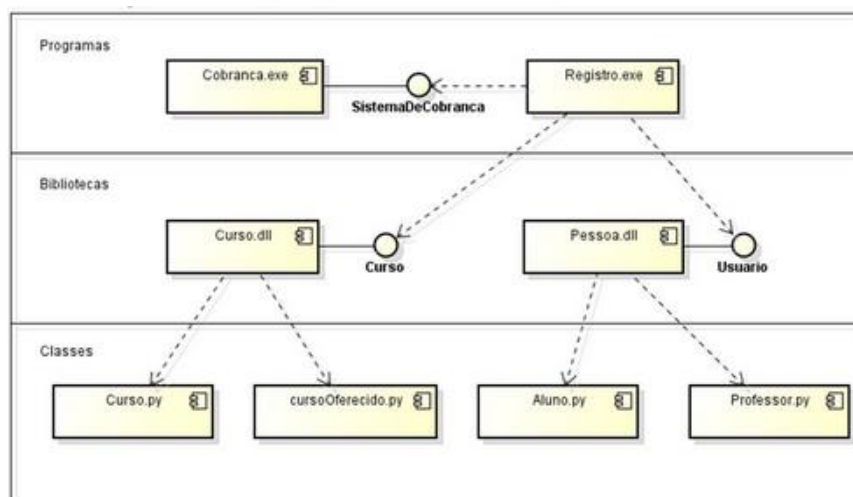 Programas
Cobranca.exe
Registro.exe
SistemaDeCobranca
Bibliotecas
Curso.dll
Pessoa.dll
Curso
Usuario
Classes
Curso.py
cursoOferecido.py
Aluno.py
Professor.py